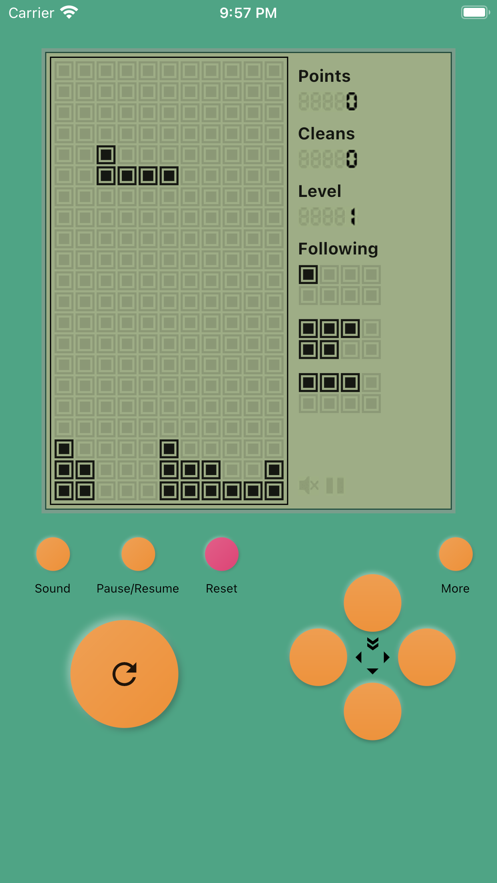 Carrier 9:57 PM
Points
0
Cleans
0
Level
1
Following
Sound Pause/Resume Reset More